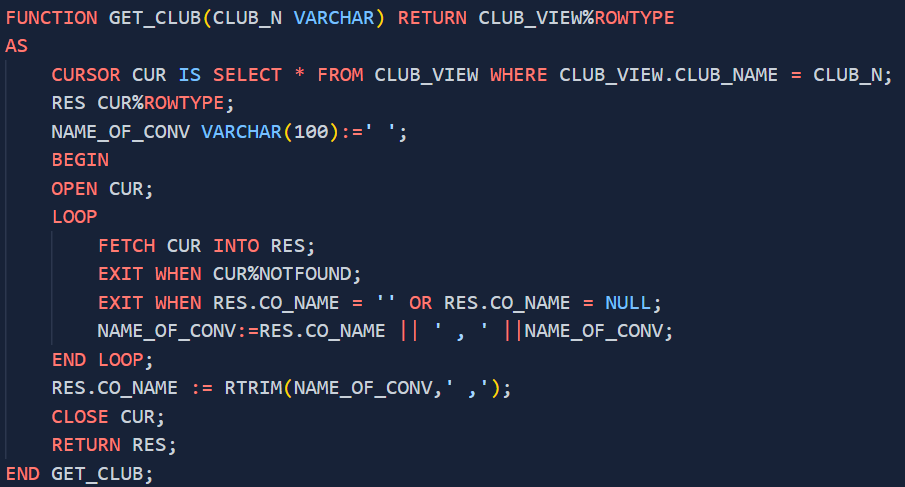 FUNCTION GET_CLUB(CLUB_N VARCHAR) RETURN CLUB_VIEW%ROWTYPE
AS
    CURSOR CUR IS SELECT * FROM CLUB_VIEW WHERE CLUB_VIEW.CLUB_NAME = CLUB_N;
    RES CUR%ROWTYPE;
    NAME_OF_CONV VARCHAR(100):=' ';
    BEGIN
    OPEN CUR;
    LOOP
        FETCH CUR INTO RES;
        EXIT WHEN CUR%NOTFOUND;
        EXIT WHEN RES.CO_NAME = '' OR RES.CO_NAME = NULL;
        NAME_OF_CONV:=RES.CO_NAME || ' , ' ||NAME_OF_CONV;
    END LOOP;
    RES.CO_NAME := RTRIM(NAME_OF_CONV,' ,');
    CLOSE CUR;
    RETURN RES;
END GET_CLUB;